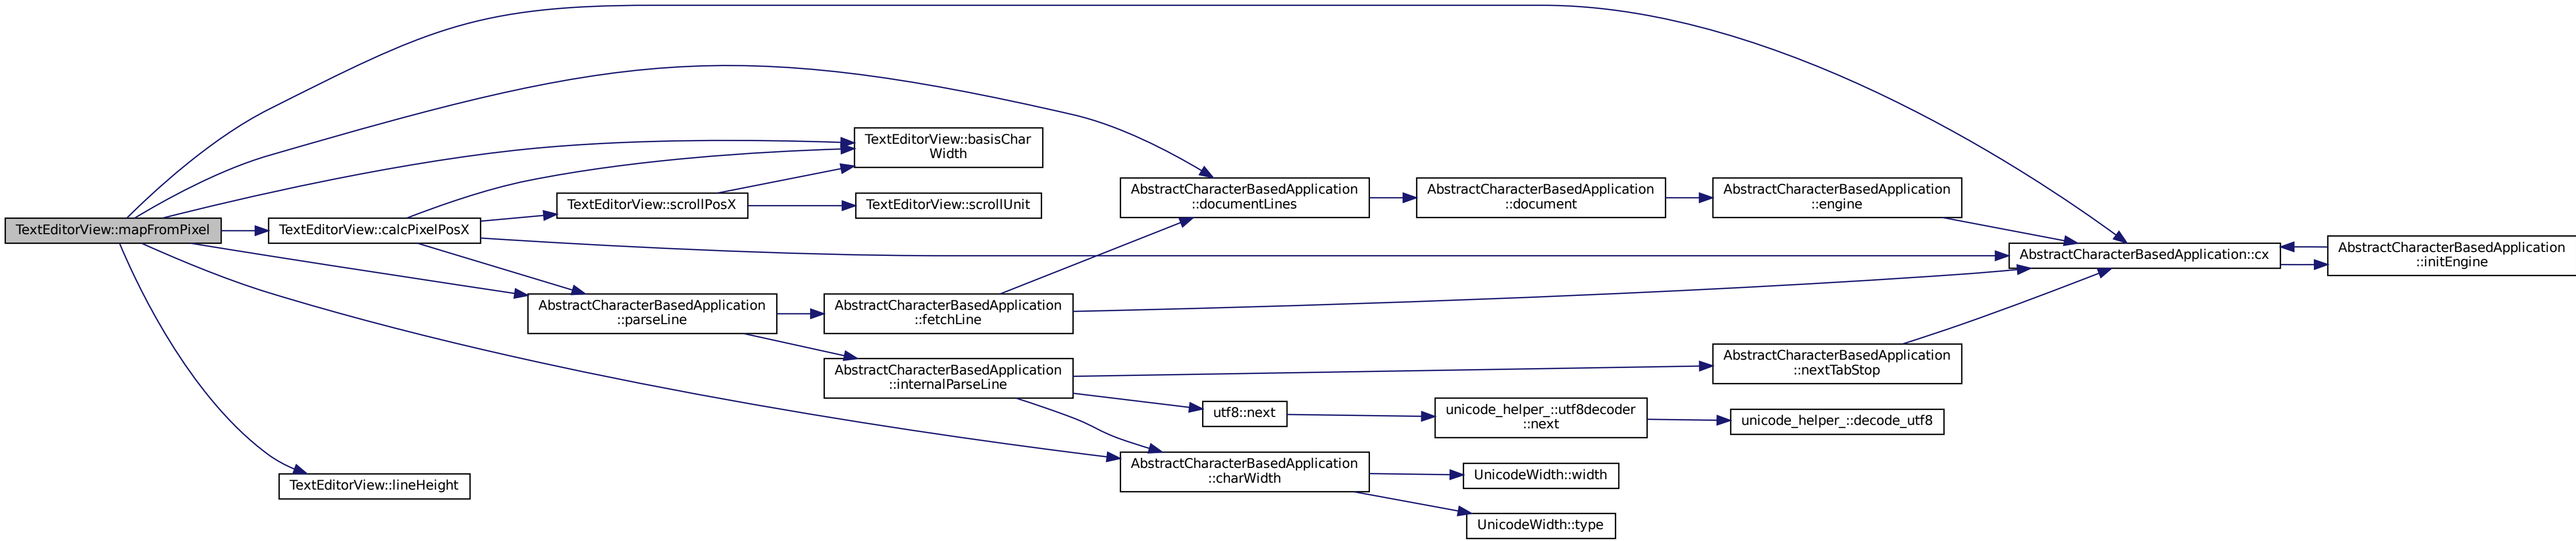 TextEditorView::mapFromPixel
TextEditorView::calcPixelPosX
TextEditorView::lineHeight
TextEditorView::scrollPosX
AbstractCharacterBasedApplication
::parseLine
TextEditorView::basisChar
Width
TextEditorView::scrollUnit
AbstractCharacterBasedApplication
::fetchLine
AbstractCharacterBasedApplication
::internalParseLine
AbstractCharacterBasedApplication
::documentLines
utf8::next
AbstractCharacterBasedApplication
::charWidth
AbstractCharacterBasedApplication
::document
unicode_helper_::utf8decoder
::next
UnicodeWidth::width
UnicodeWidth::type
AbstractCharacterBasedApplication
::engine
AbstractCharacterBasedApplication
::nextTabStop
unicode_helper_::decode_utf8
AbstractCharacterBasedApplication::cx
AbstractCharacterBasedApplication
::initEngine